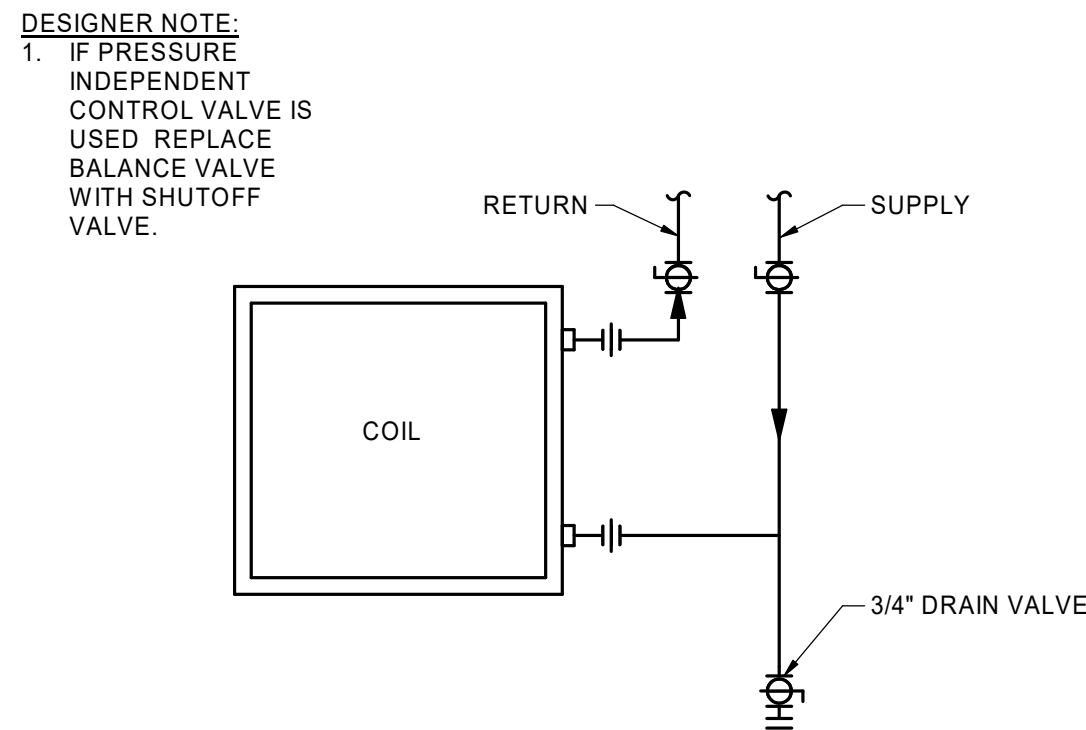 DESIGNER NOTE:
1. IF PRESSURE
INDEPENDENT
CONTROL VALVE IS
USED REPLACE
BALANCE VALVE
WITH SHUTOFF
VALVE.
RETURN
SUPPLY
COIL
3/4" DRAIN VALVE